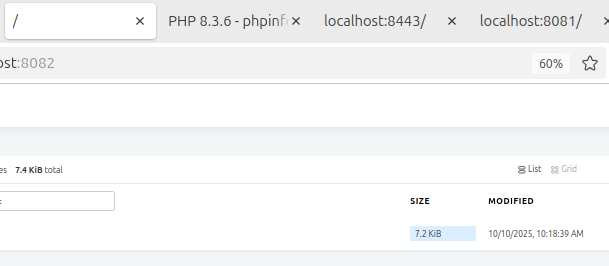 / PHP 8.3.6 - phpinf localhost:8443/ localhost:8081/
ost:8082 60%
es 7.4 KiB total List Grid
SIZE MODIFIED
7.2 KiB 10/10/2025, 10:18:39 AM